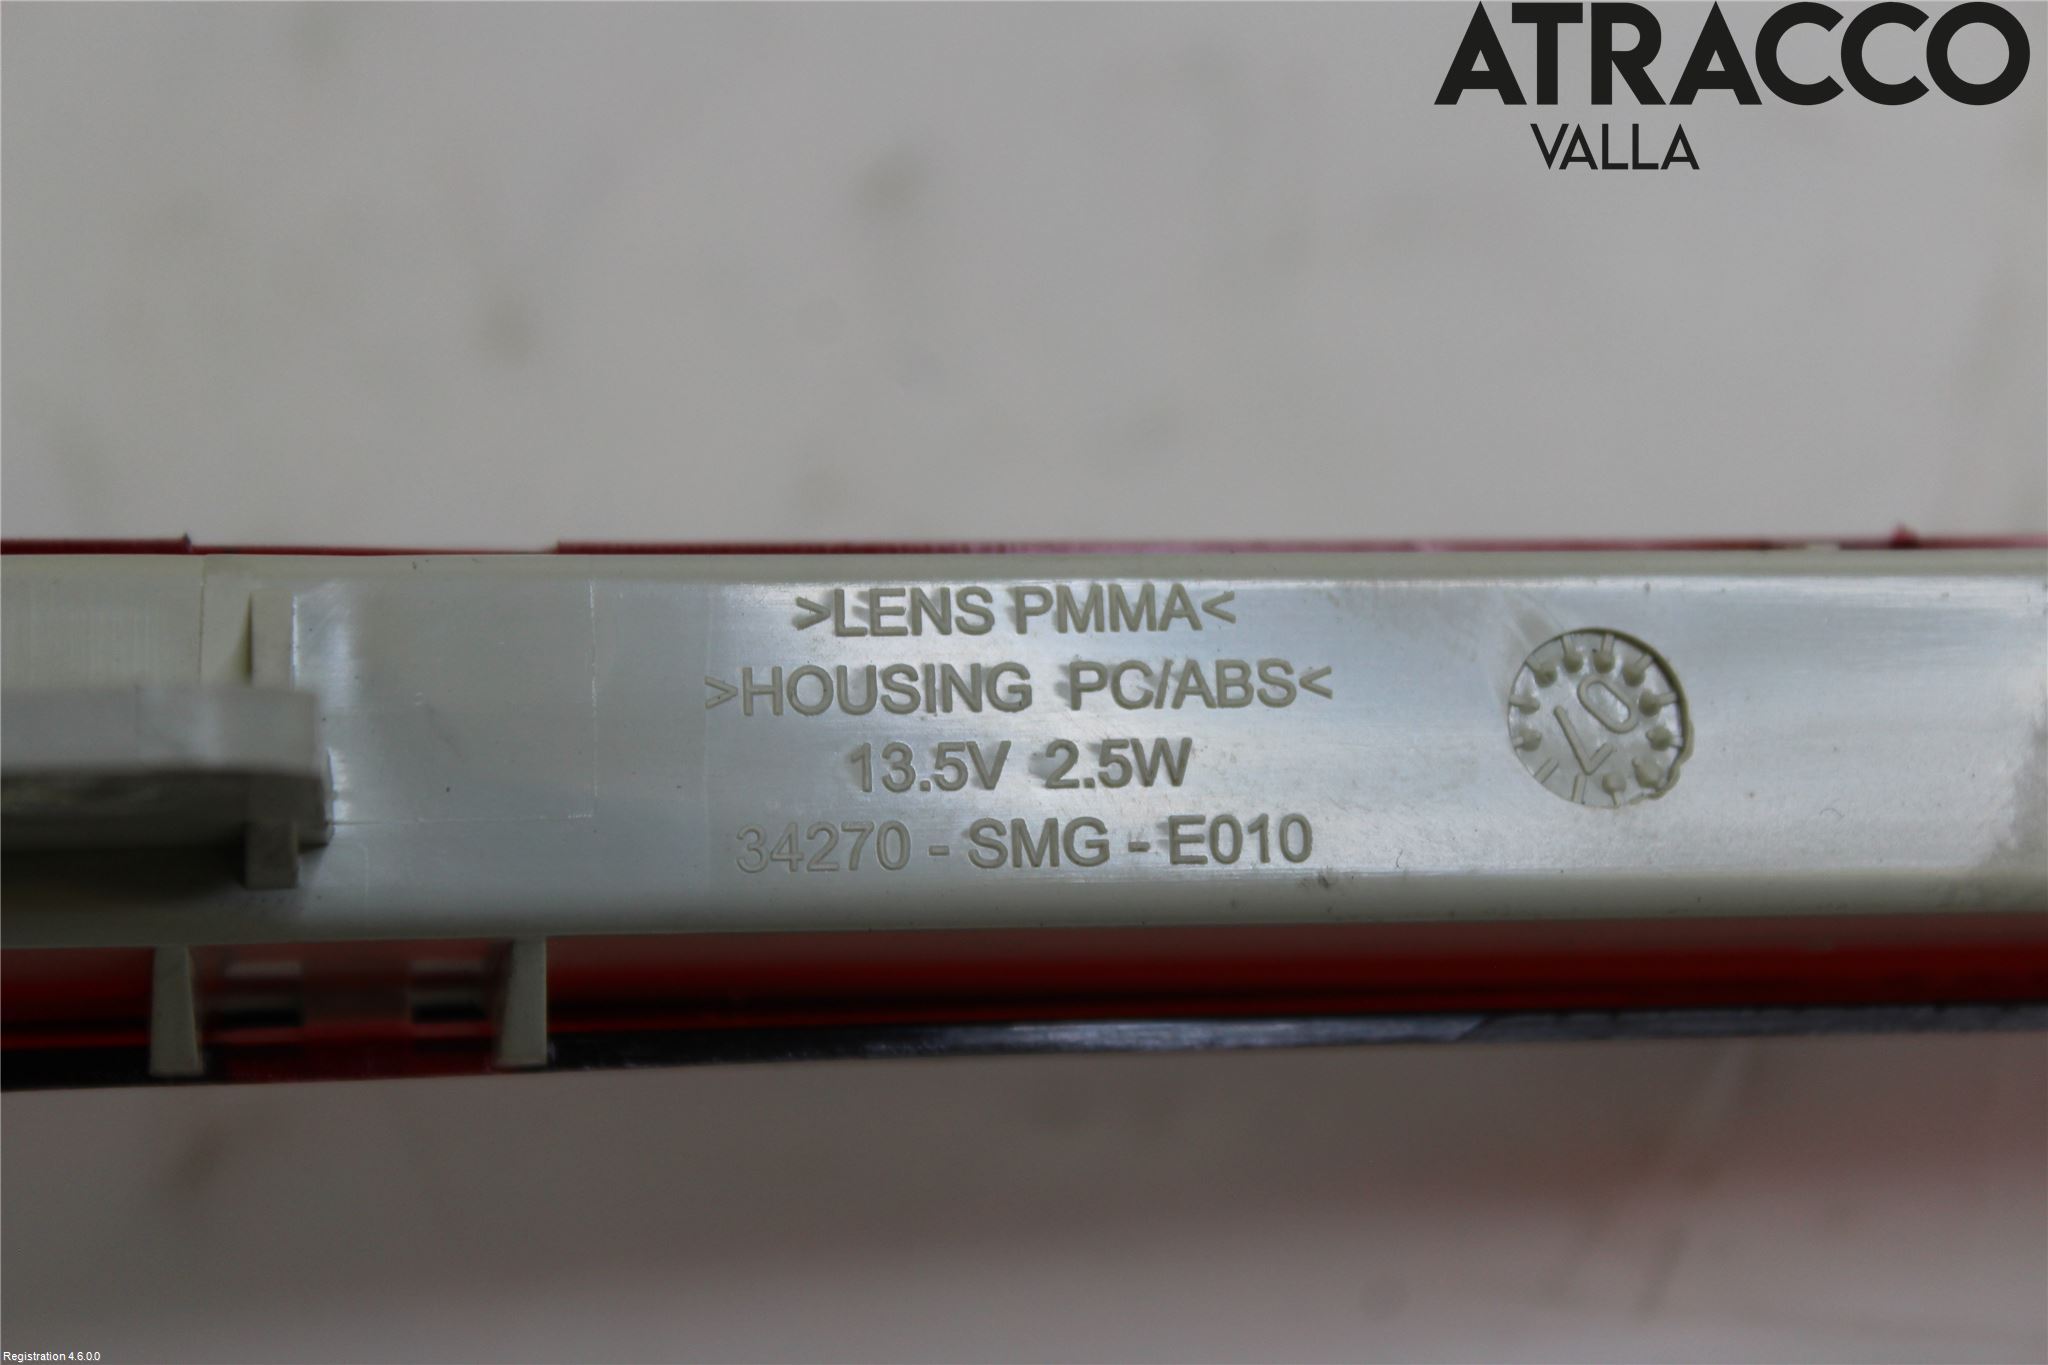 ATRACCO
VALLA
>LENS PMMA<
>HOUSING PC/ABS<
13.5V 2.5W
34270 - SMG - E010
07
Registration 4.6.0.0